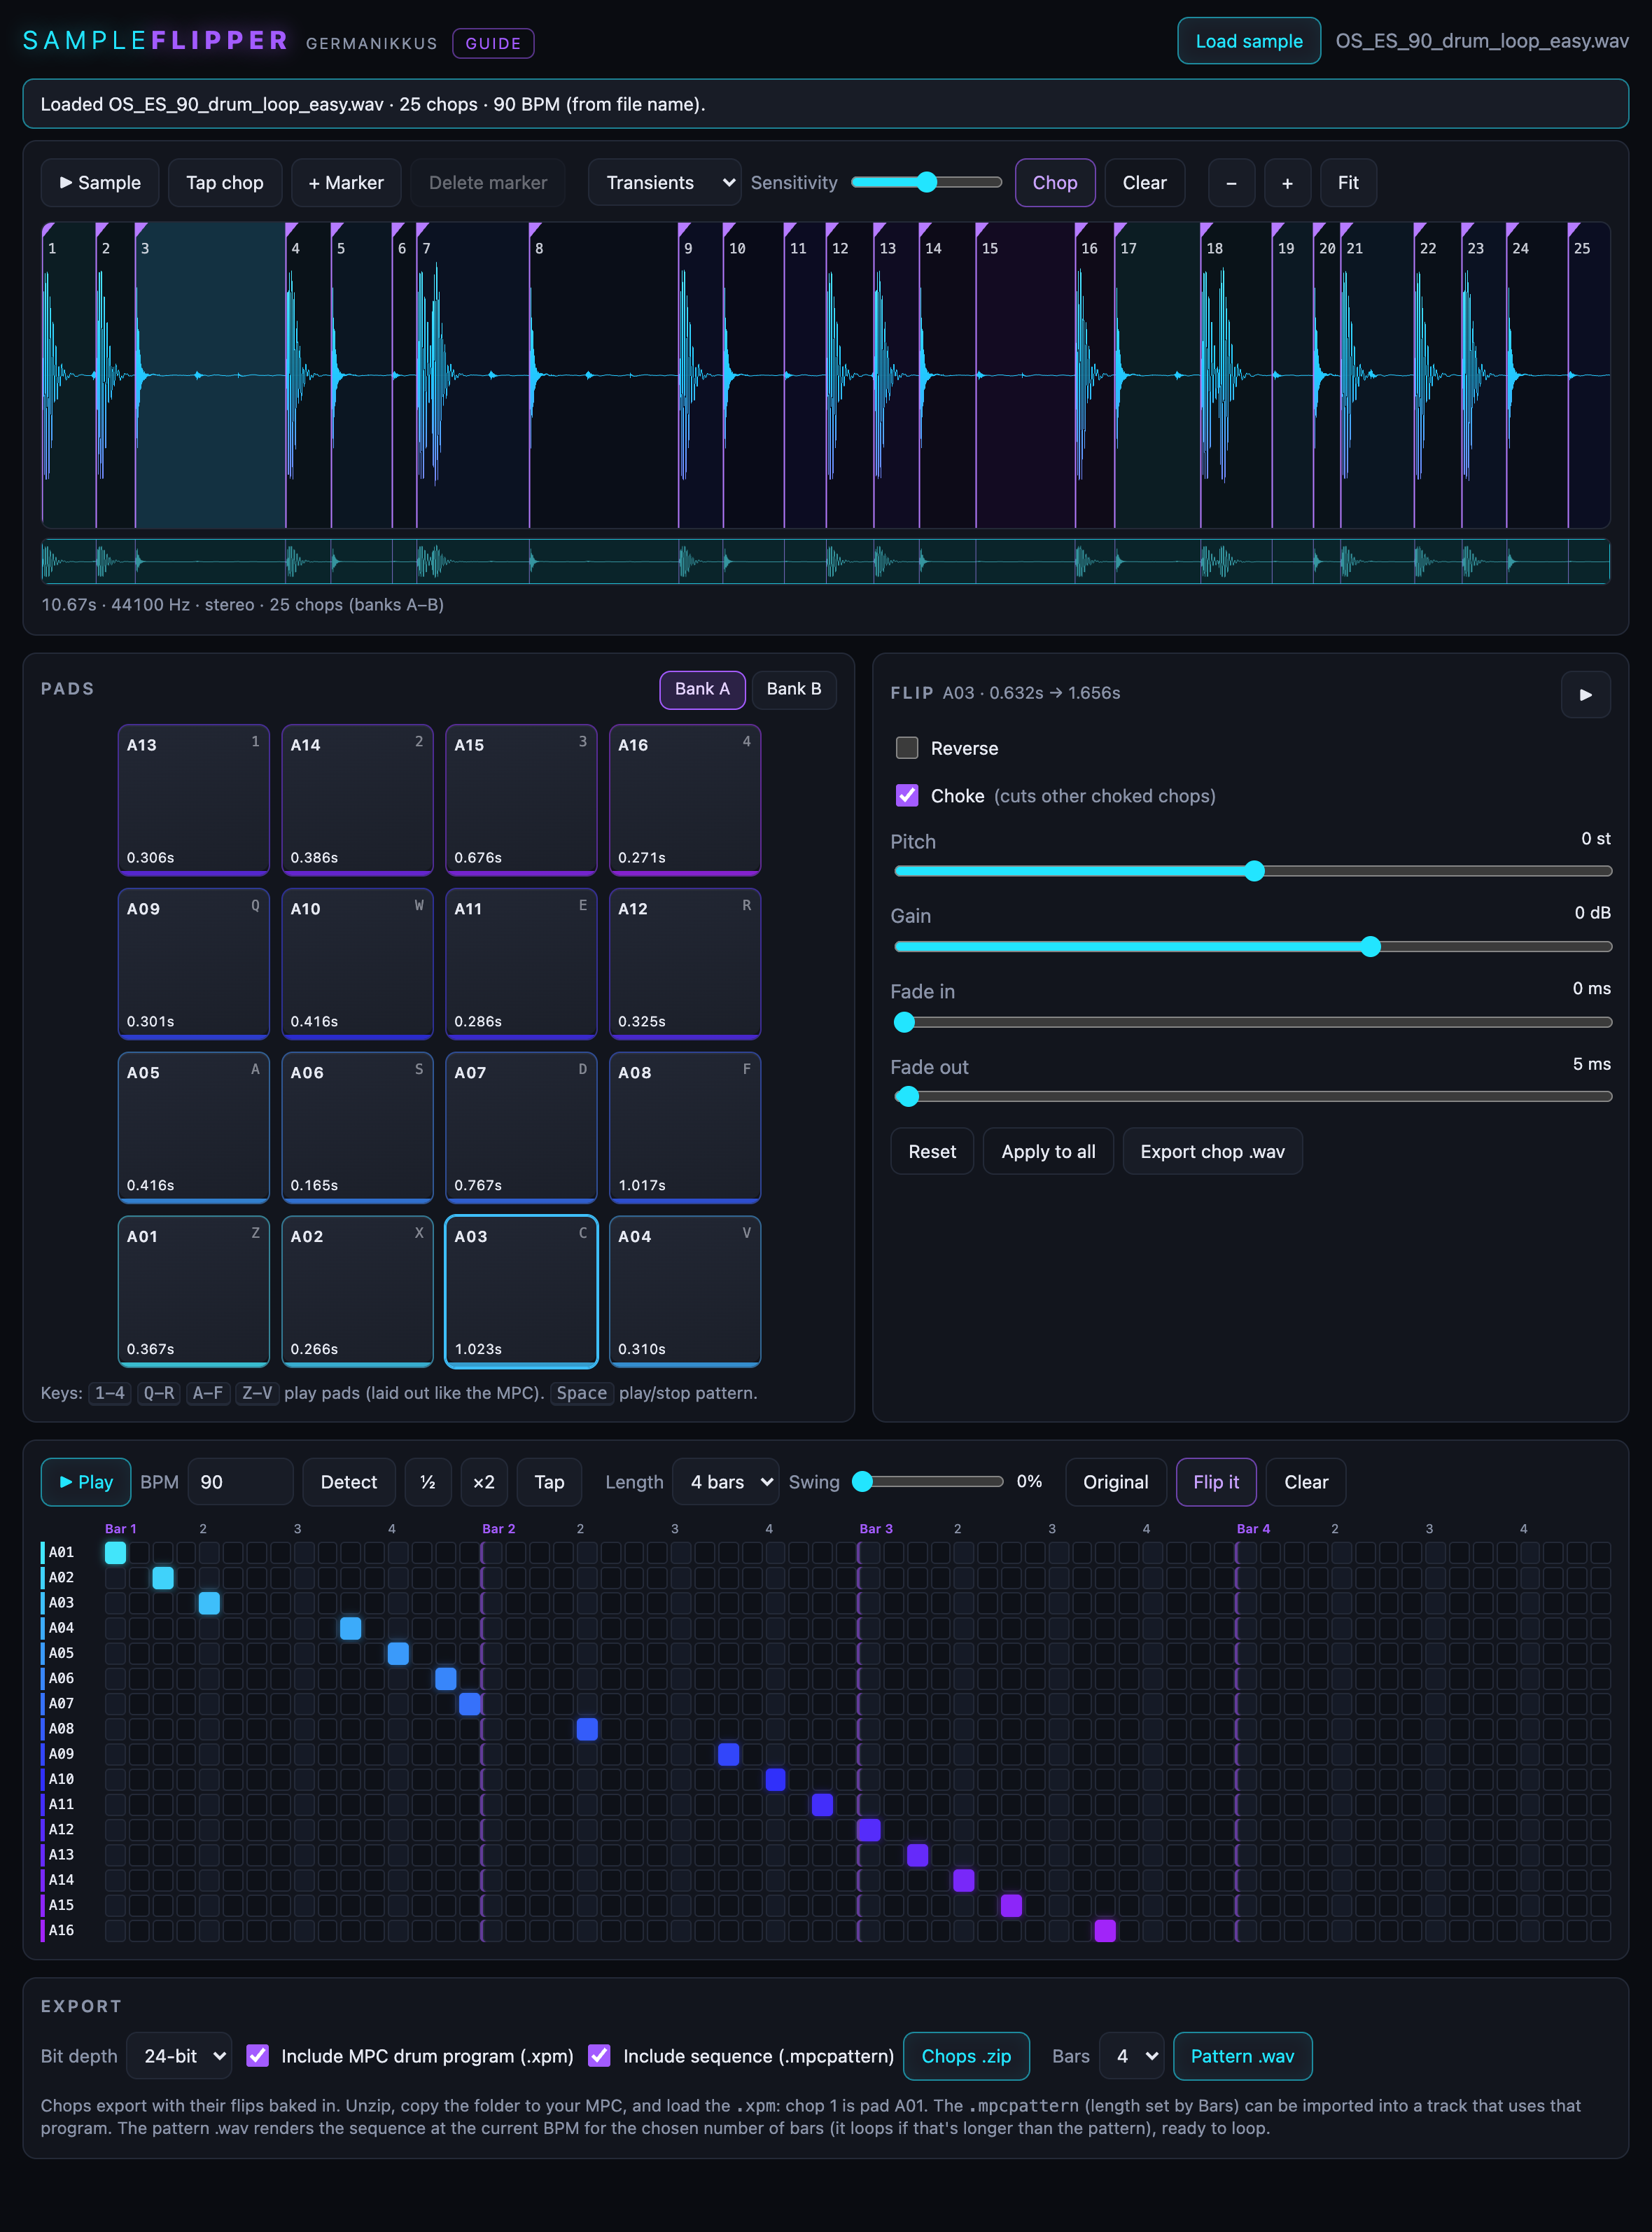 SAMPLEFLIPPER GERMANIKKUS GUIDE Load sample OS_ES_90_drum_loop_easy.wav
Loaded OS_ES_90_drum_loop_easy.wav · 25 chops · 90 BPM (from file name).
▶ Sample Tap chop + Marker Delete marker Transients Sensitivity Chop Clear − + Fit
1 2 3 4 5 6 7 8 9 10 11 12 13 14 15 16 17 18 19 20 21 22 23 24 25
10.67s · 44100 Hz · stereo · 25 chops (banks A–B)
PADS Bank A Bank B
A13 1 A14 2 A15 3 A16 4
0.306s 0.386s 0.676s 0.271s
A09 Q A10 W A11 E A12 R
0.301s 0.416s 0.286s 0.325s
A05 A A06 S A07 D A08 F
0.416s 0.165s 0.767s 1.017s
A01 Z A02 X A03 C A04 V
0.367s 0.266s 1.023s 0.310s
Keys: 1–4 Q–R A–F Z–V play pads (laid out like the MPC). Space play/stop pattern.
FLIP A03 · 0.632s → 1.656s ▶
Reverse
Choke (cuts other choked chops)
Pitch 0 st
Gain 0 dB
Fade in 0 ms
Fade out 5 ms
Reset Apply to all Export chop .wav
▶ Play BPM 90 Detect ½ ×2 Tap Length 4 bars Swing 0% Original Flip it Clear
Bar 1 2 3 4 Bar 2 2 3 4 Bar 3 2 3 4 Bar 4 2 3 4
A01
A02
A03
A04
A05
A06
A07
A08
A09
A10
A11
A12
A13
A14
A15
A16
EXPORT
Bit depth 24-bit Include MPC drum program (.xpm) Include sequence (.mpcpattern) Chops .zip Bars 4 Pattern .wav
Chops export with their flips baked in. Unzip, copy the folder to your MPC, and load the .xpm: chop 1 is pad A01. The .mpcpattern (length set by Bars) can be imported into a track that uses that
program. The pattern .wav renders the sequence at the current BPM for the chosen number of bars (it loops if that's longer than the pattern), ready to loop.